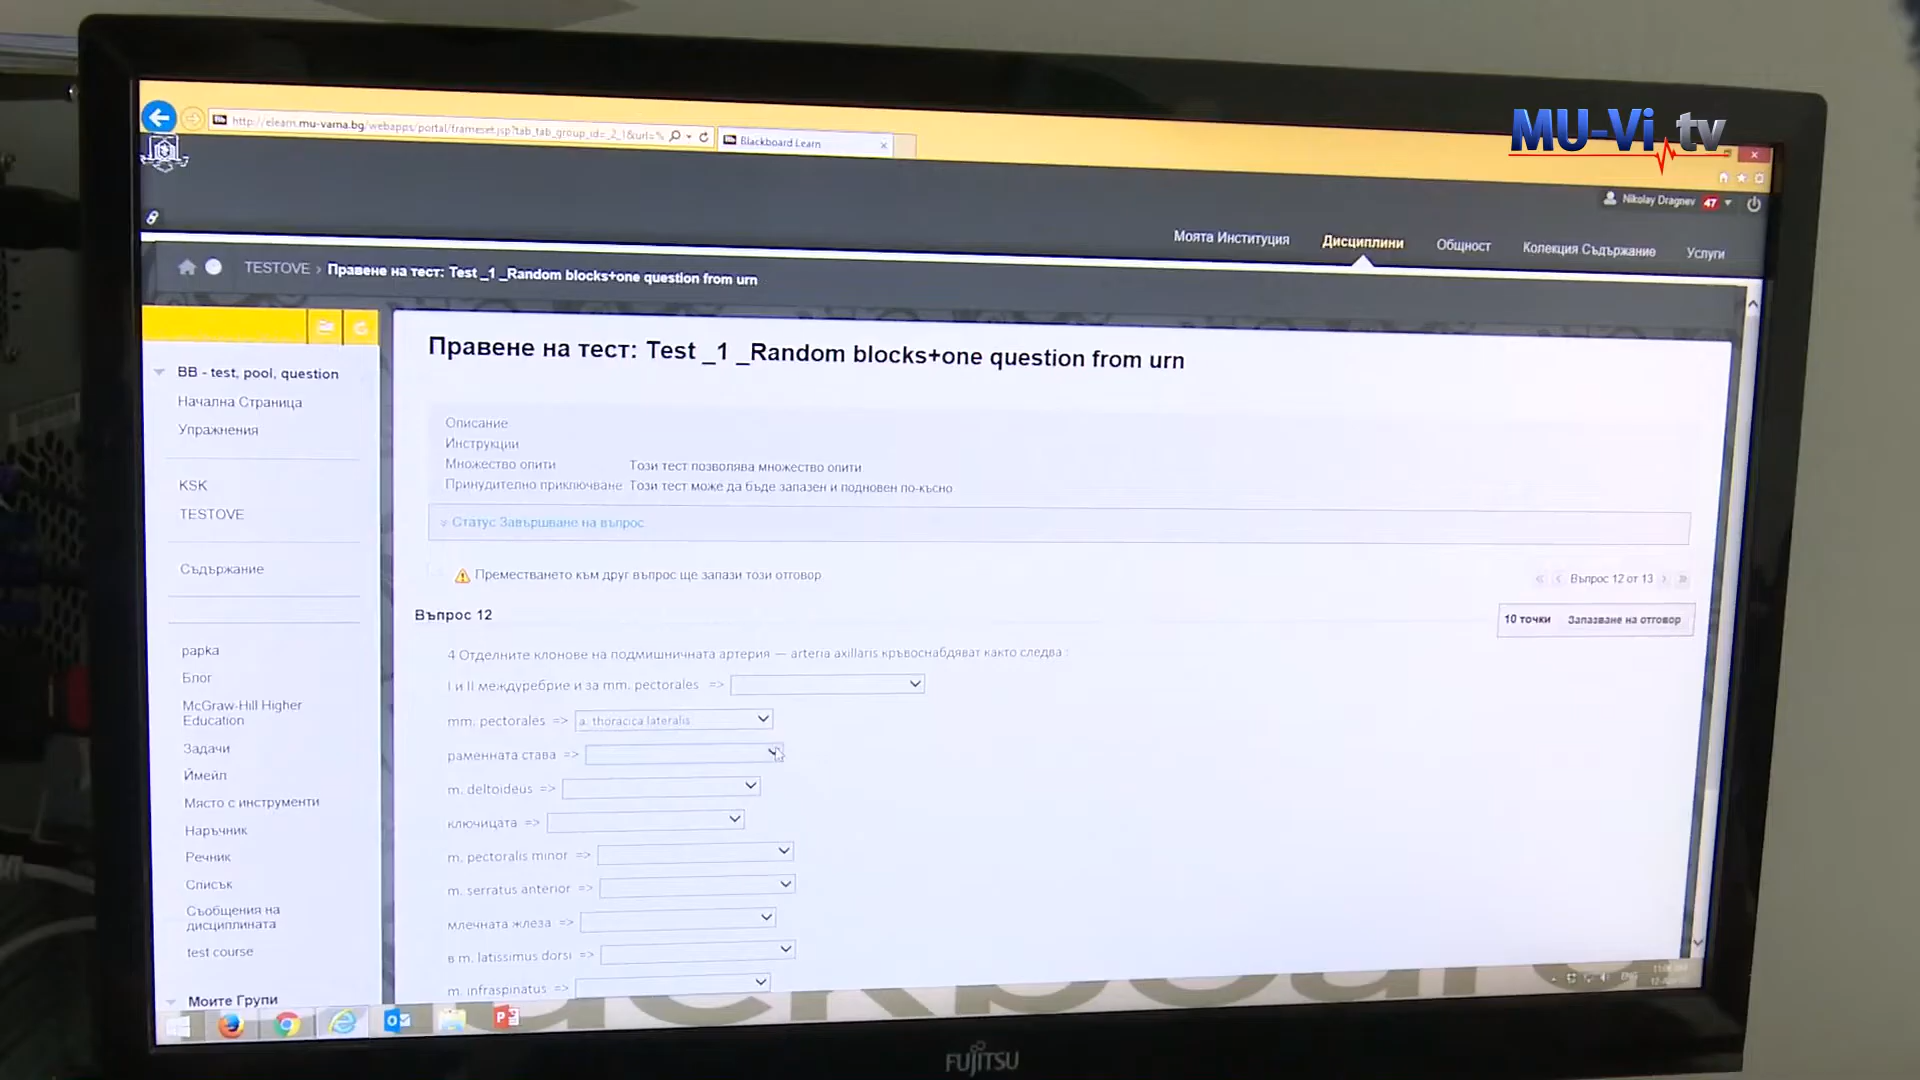 MU-Vi.tv
http://elearn.mu-varna.bg/webapps/portal/frameset.jsp?tab_tab_group_id=_2_1&url=%
Blackboard Learn
Nikolay Dragnev 47
Моята Институция Дисциплини Общност Колекция Съдържание Услуги
TESTOVE > Правене на тест: Test _1 _Random blocks+one question from urn
BB - test, pool, question
Начална Страница
Упражнения
KSK
TESTOVE
Съдържание
papka
Блог
McGraw-Hill Higher
Education
Задачи
Имейл
Място с инструменти
Наръчник
Речник
Списък
Съобщения на
дисциплината
test course
Моите Групи
Правене на тест: Test _1 _Random blocks+one question from urn
Описание
Инструкции
Множество опити Този тест позволява множество опити
Принудително приключване Този тест може да бъде запазен и подновен по-късно
Статус Завършване на въпрос
Преместването към друг въпрос ще запази този отговор
Въпрос 12 от 13
Въпрос 12
10 точки Запазване на отговор
4 Отделните клонове на подмишничната артерия — arteria axillaris кръвоснабдяват както следва :
I и II междуребрие и за mm. pectorales =>
mm. pectorales => a. thoracica lateralis
раменната става =>
m. deltoideus =>
ключицата =>
m. pectoralis minor =>
m. serratus anterior =>
млечната жлеза =>
в m. latissimus dorsi =>
m. infraspinatus =>
ENG
FUJITSU